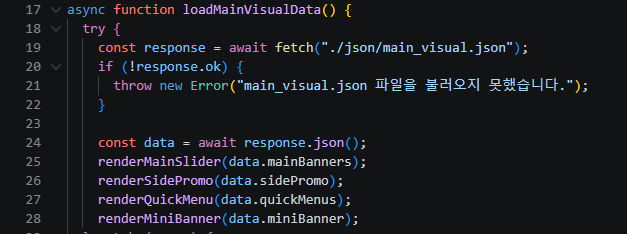 17 async function loadMainVisualData() {
18 try {
19 const response = await fetch("./json/main_visual.json");
20 if (!response.ok) {
21 throw new Error("main_visual.json 파일을 불러오지 못했습니다.");
22 }
23
24 const data = await response.json();
25 renderMainSlider(data.mainBanners);
26 renderSidePromo(data.sidePromo);
27 renderQuickMenu(data.quickMenus);
28 renderMiniBanner(data.miniBanner);